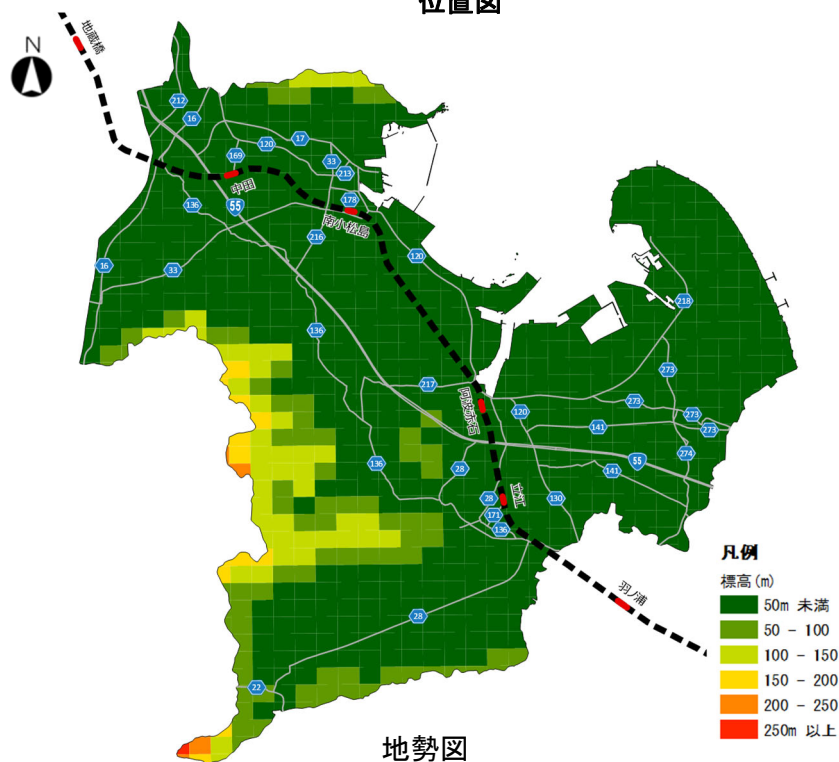 位置図
地蔵橋
N
212
16
17
120
33
169
213
中田
178
136
55
南小松島
216
120
16
33
218
136
273
217
阿波赤石
273
120
273
141
273
274
136
28
55
141
28
立江
130
171
136
凡例
標高(m)
50m 未満
羽ノ浦
50 - 100
28
100 - 150
150 - 200
22
200 - 250
250m 以上
地勢図